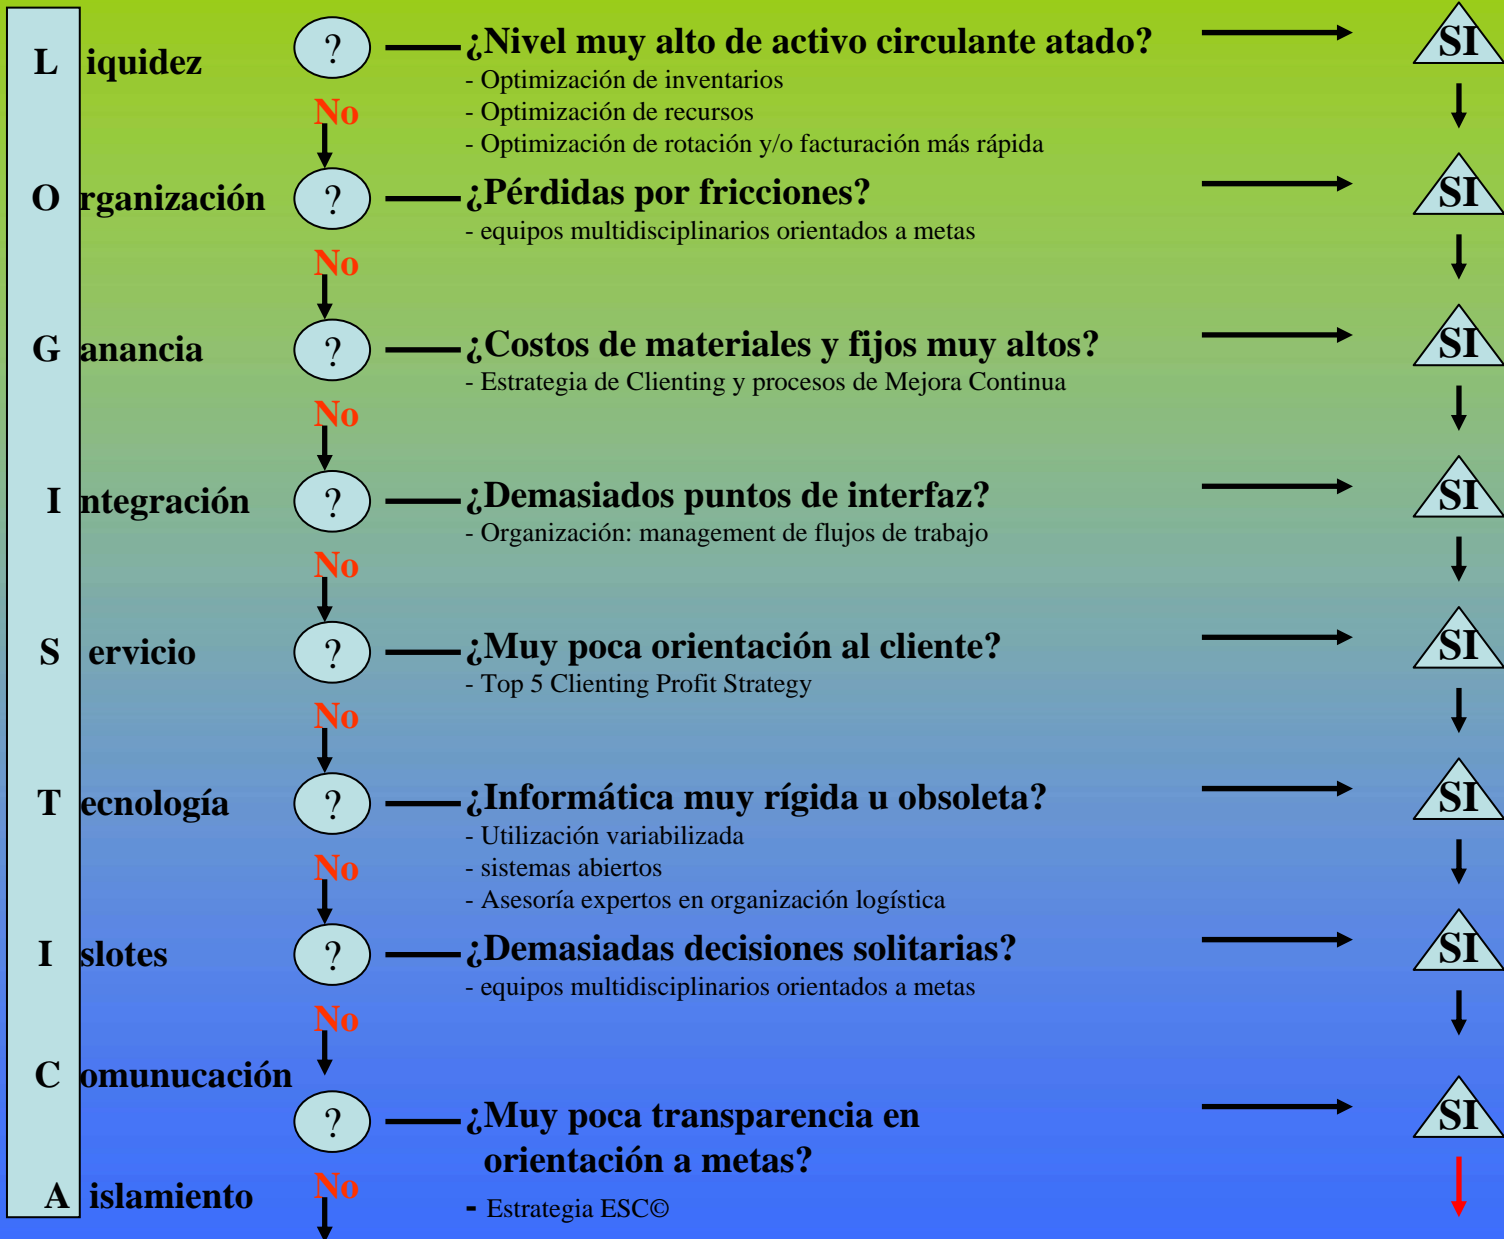 L iquidez ? ¿Nivel muy alto de activo circulante atado? SI
- Optimización de inventarios
No - Optimización de recursos
- Optimización de rotación y/o facturación más rápida
O rganización ? ¿Pérdidas por fricciones? SI
- equipos multidisciplinarios orientados a metas
No
G anancia ? ¿Costos de materiales y fijos muy altos? SI
- Estrategia de Clienting y procesos de Mejora Continua
No
I ntegración ? ¿Demasiados puntos de interfaz? SI
- Organización: management de flujos de trabajo
No
S ervicio ? ¿Muy poca orientación al cliente? SI
- Top 5 Clienting Profit Strategy
No
T ecnología ? ¿Informática muy rígida u obsoleta? SI
- Utilización variabilizada
No - sistemas abiertos
- Asesoría expertos en organización logística
I slotes ? ¿Demasiadas decisiones solitarias? SI
- equipos multidisciplinarios orientados a metas
No
C omunucación
? ¿Muy poca transparencia en SI
orientación a metas?
A islamiento No
- Estrategia ESC©